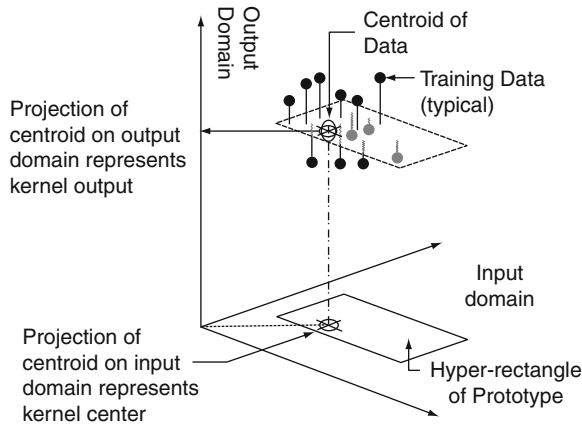 Output
Domain
Centroid of
Data
Training Data
(typical)
Projection of
centroid on output
domain represents
kernel output
Input
domain
Projection of
centroid on input
domain represents
kernel center
Hyper-rectangle
of Prototype